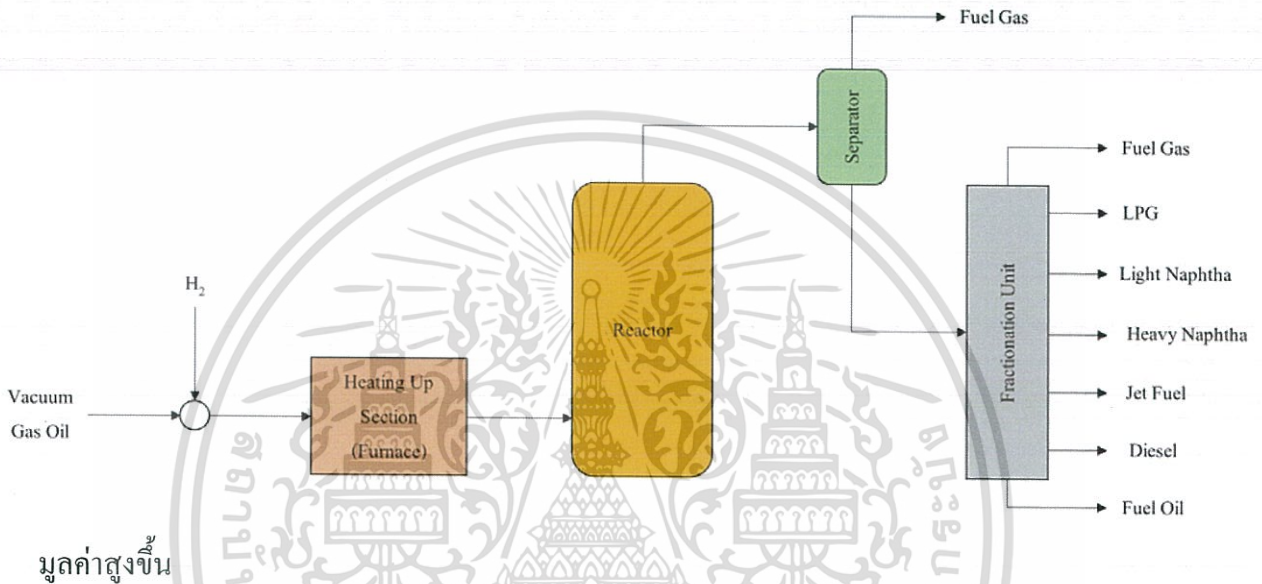 Fuel Gas
Separator
Fuel Gas
LPG
Light Naphtha
Heavy Naphtha
Jet Fuel
Diesel
Fuel Oil
Fractionation Unit
Reactor
H₂
Heating Up
Section
(Furnace)
Vacuum
Gas Oil
มูลค่าสูงขึ้น